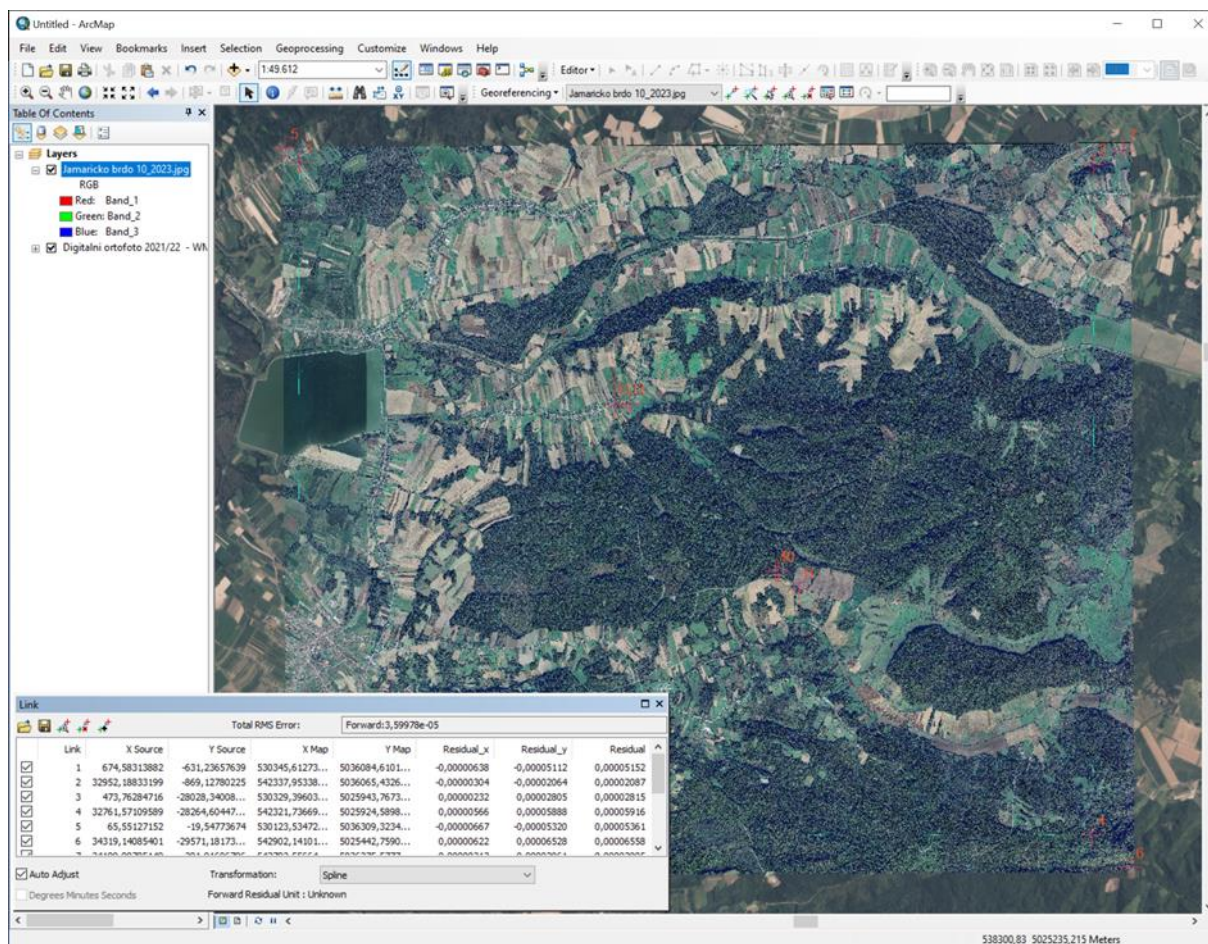 Untitled - ArcMap
File Edit View Bookmarks Insert Selection Geoprocessing Customize Windows Help
1:49.612 Editor
Georeferencing Jamaricko brdo 10_2023.jpg
Table Of Contents
Layers
Jamaricko brdo 10_2023.jpg
RGB
Red: Band_1
Green: Band_2
Blue: Band_3
Digitalni ortofoto 2021/22 - WM
5
4
6
Link
Total RMS Error: Forward:3,59978e-05
Link X Source Y Source X Map Y Map Residual_x Residual_y Residual
1 674,58313882 -631,23657639 530345,61273... 5036084,6101... -0,00000638 -0,00005112 0,00005152
2 32952,18833199 -869,12780225 542337,95338... 5036065,4326... -0,00000304 -0,00002064 0,00002087
3 473,76284716 -28028,34008... 530329,39603... 5025943,7673... 0,00000232 0,00002805 0,00002815
4 32761,57109589 -28264,60447... 542321,73669... 5025924,5898... 0,00000566 0,00005888 0,00005916
5 65,55127152 -19,54773674 530123,53472... 5036309,3234... -0,00000667 -0,00005320 0,00005361
6 34319,14085401 -29571,18173... 542902,14101... 5025442,7590... 0,00000622 0,00006528 0,00006558
Auto Adjust Transformation: Spline
Degrees Minutes Seconds Forward Residual Unit : Unknown
538300,83 5025235,215 Meters